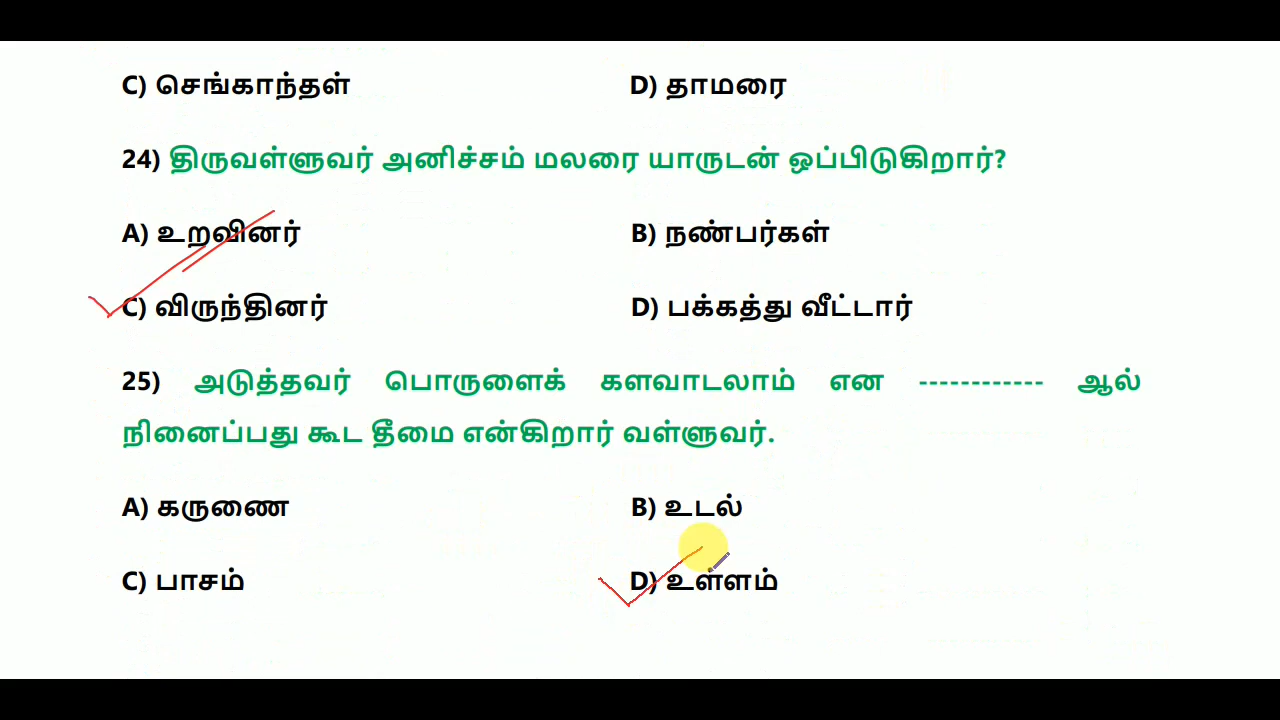 C) செங்காந்தள் D) தாமரை
24) திருவள்ளுவர் அனிச்சம் மலரை யாருடன் ஒப்பிடுகிறார்?
A) உறவினர் B) நண்பர்கள்
C) விருந்தினர் D) பக்கத்து வீட்டார்
25) அடுத்தவர் பொருளைக் களவாடலாம் என ------------ ஆல்
நினைப்பது கூட தீமை என்கிறார் வள்ளுவர்.
A) கருணை B) உடல்
C) பாசம் D) உள்ளம்